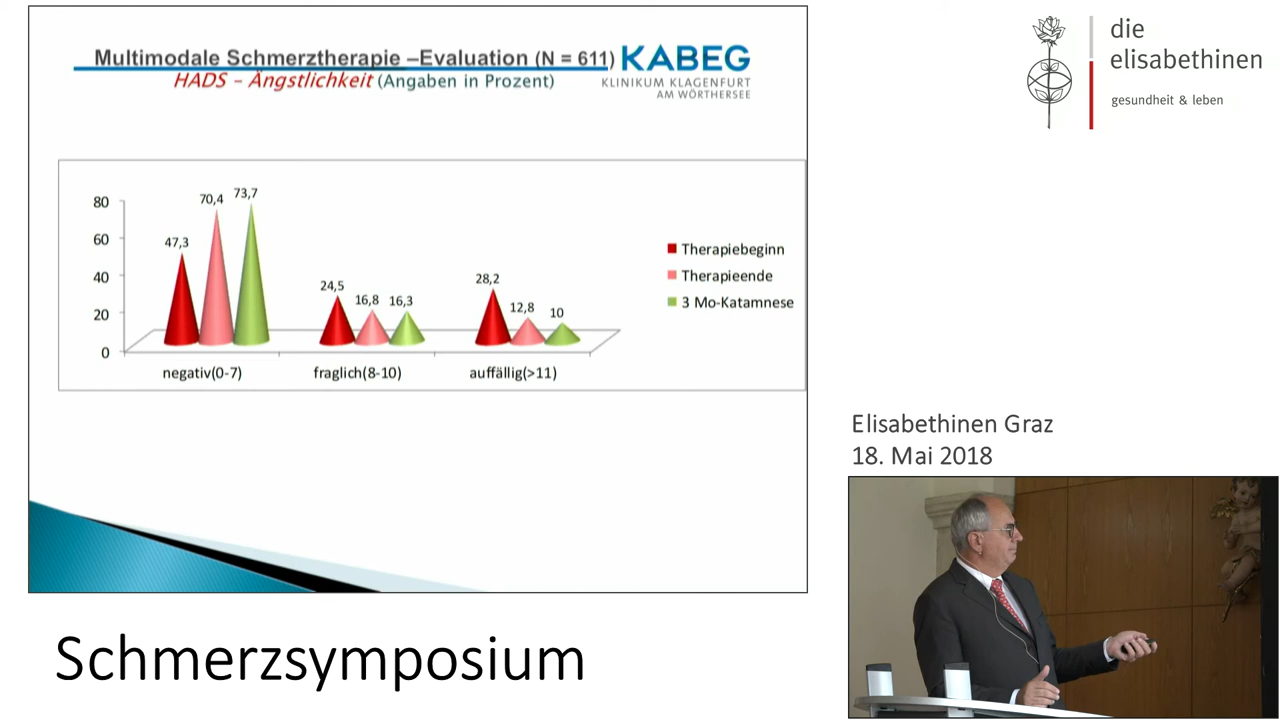 Multimodale Schmerztherapie –Evaluation (N = 611)
HADS – Ängstlichkeit (Angaben in Prozent)
KABEG
KLINIKUM KLAGENFURT
AM WÖRTHERSEE
die
elisabethinen
gesundheit & leben
80
60
40
20
0
47,3
70,4
73,7
24,5
16,8
16,3
28,2
12,8
10
negativ(0-7)
fraglich(8-10)
auffällig(>11)
Therapiebeginn
Therapieende
3 Mo-Katamnese
Elisabethinen Graz
18. Mai 2018
Schmerzsymposium